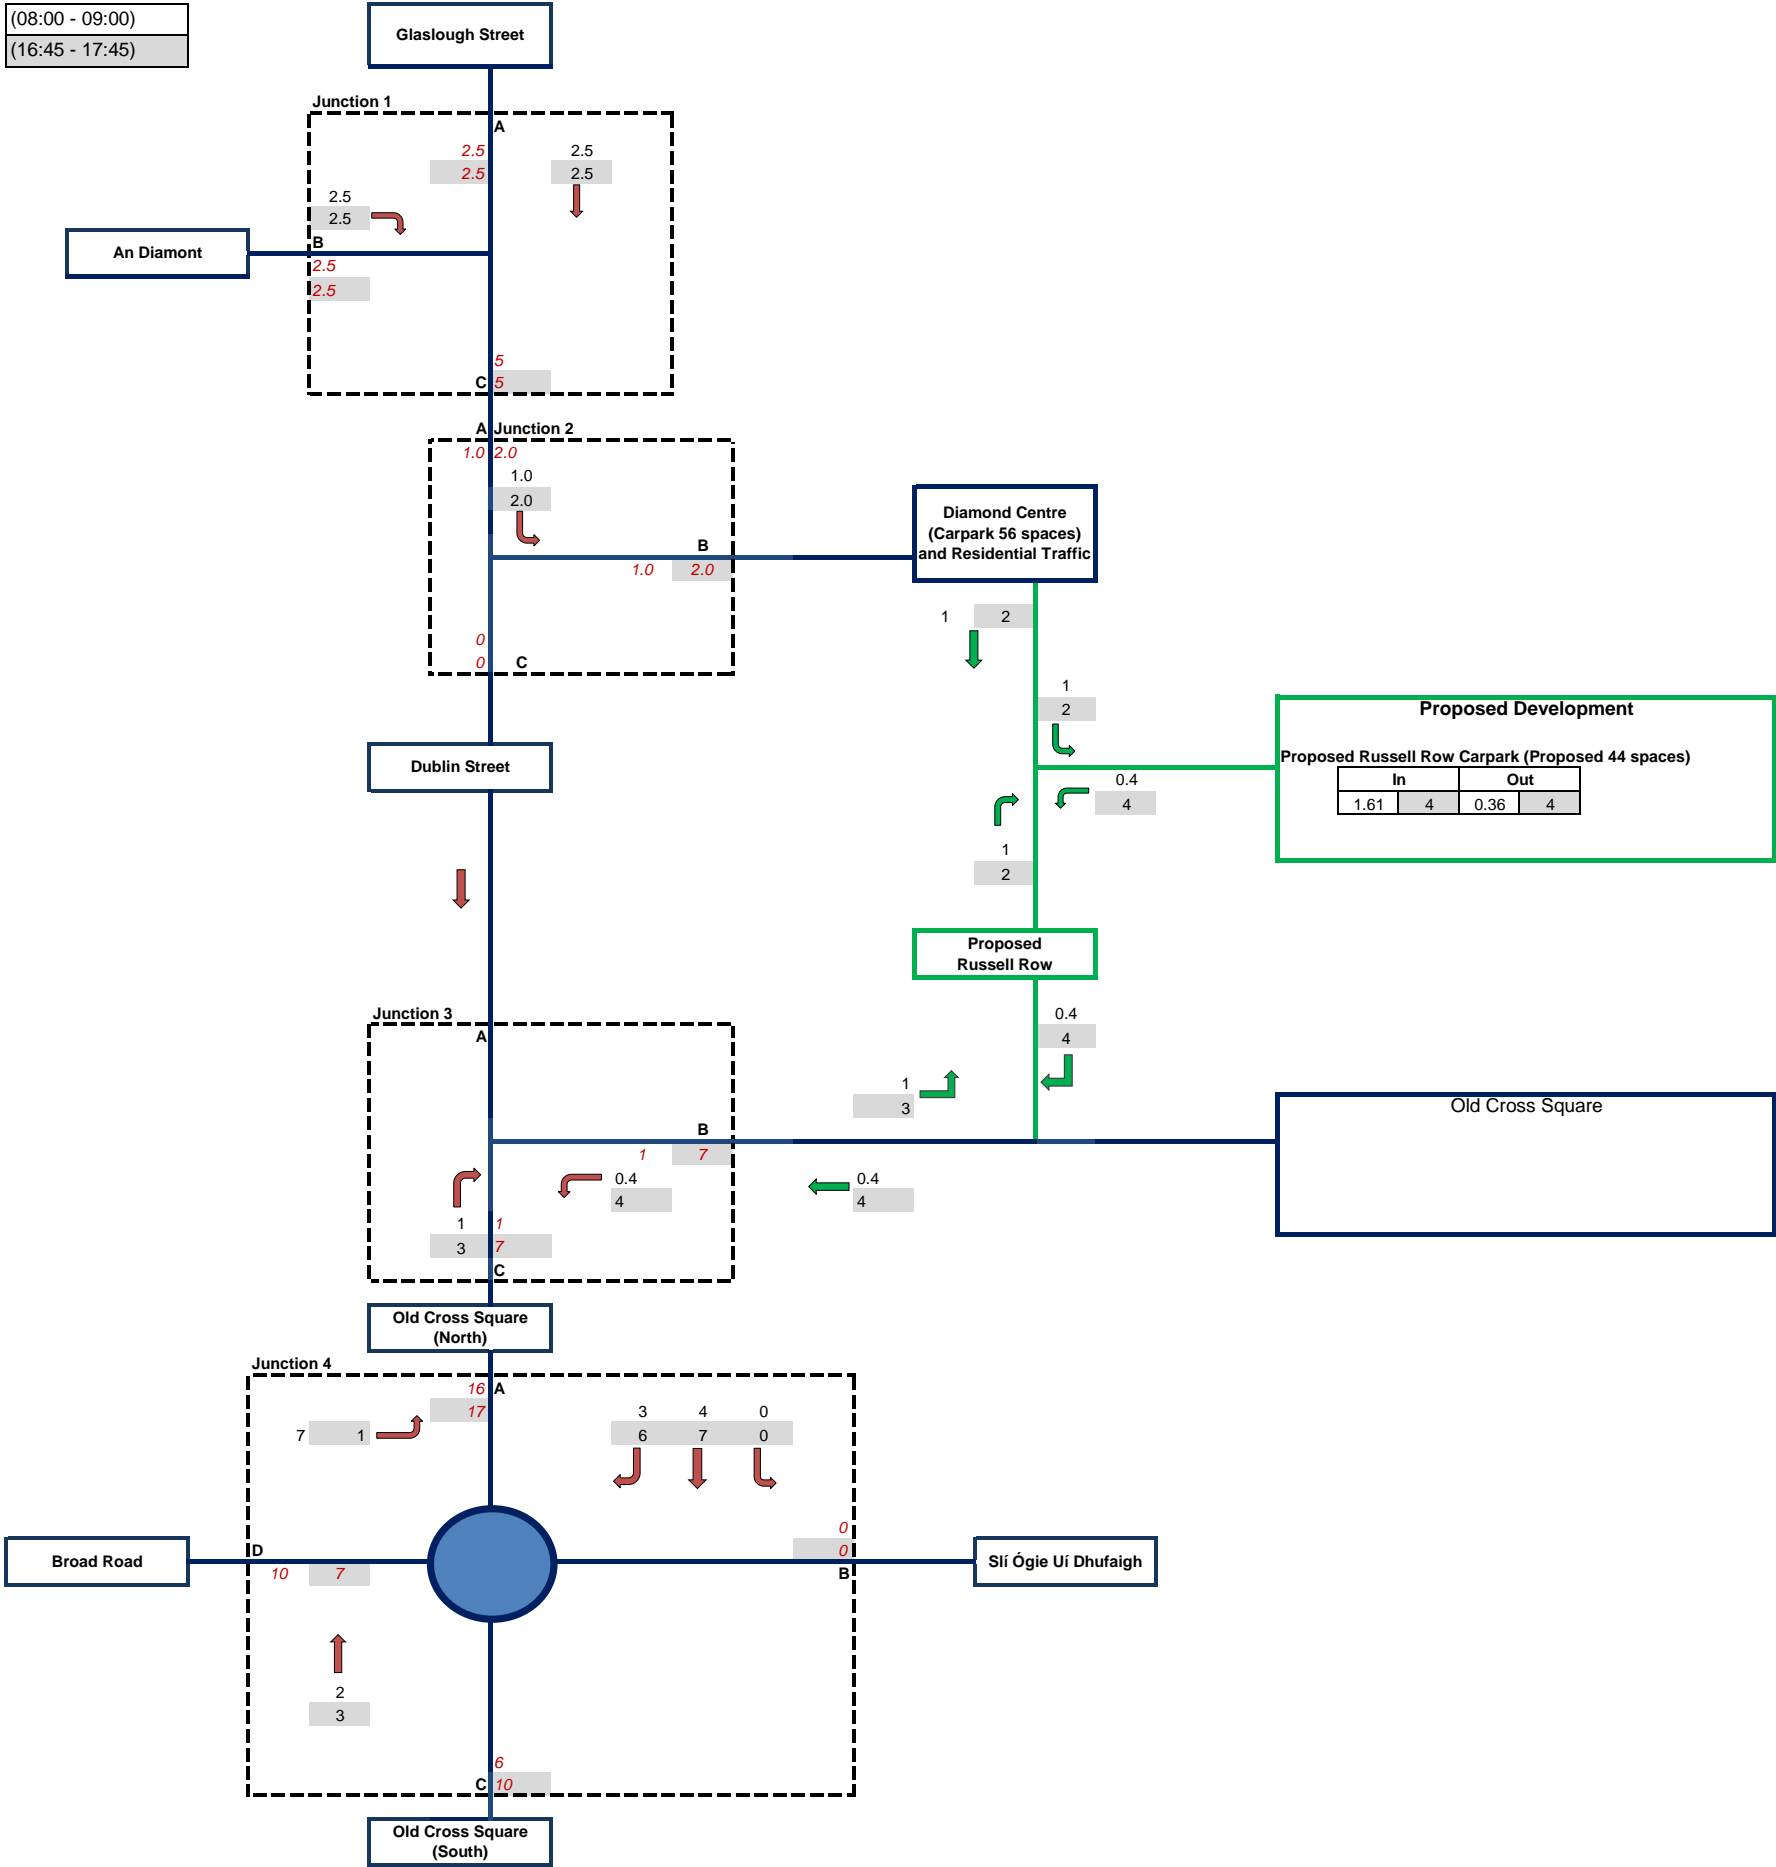 (08:00 - 09:00)
(16:45 - 17:45)
Glaslough Street
Junction 1
A
2.5
2.5
2.5
2.5
2.5
2.5
An Diamont
B
2.5
2.5
5
C 5
A Junction 2
1.0 2.0
1.0
2.0
B
1.0 2.0
0
0 C
Diamond Centre
(Carpark 56 spaces)
and Residential Traffic
1 2
1
2
Proposed Development
Proposed Russell Row Carpark (Proposed 44 spaces)
In Out
1.61 4 0.36 4
0.4
4
1
2
Dublin Street
Proposed
Russell Row
0.4
4
1
3
Junction 3
A
B
1 7
0.4
4
0.4
4
1 1
3 7
C
Old Cross Square
Old Cross Square
(North)
Junction 4
16 A
17
7 1
3 4 0
6 7 0
0
0
B
Broad Road
D
10 7
Slí Ógie Uí Dhufaigh
2
3
6
C 10
Old Cross Square
(South)